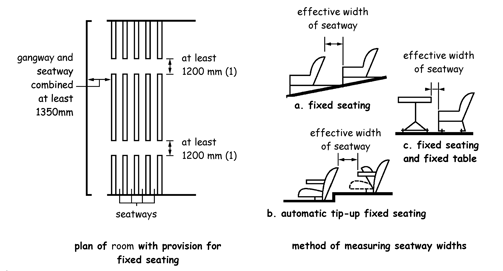 gangway and
seatway
combined
at least
1350mm
at least
1200 mm (1)
at least
1200 mm (1)
seatways
plan of room with provision for
fixed seating
effective width
of seatway
a. fixed seating
effective width
of seatway
c. fixed seating
and fixed table
effective width
of seatway
b. automatic tip-up fixed seating
method of measuring seatway widths